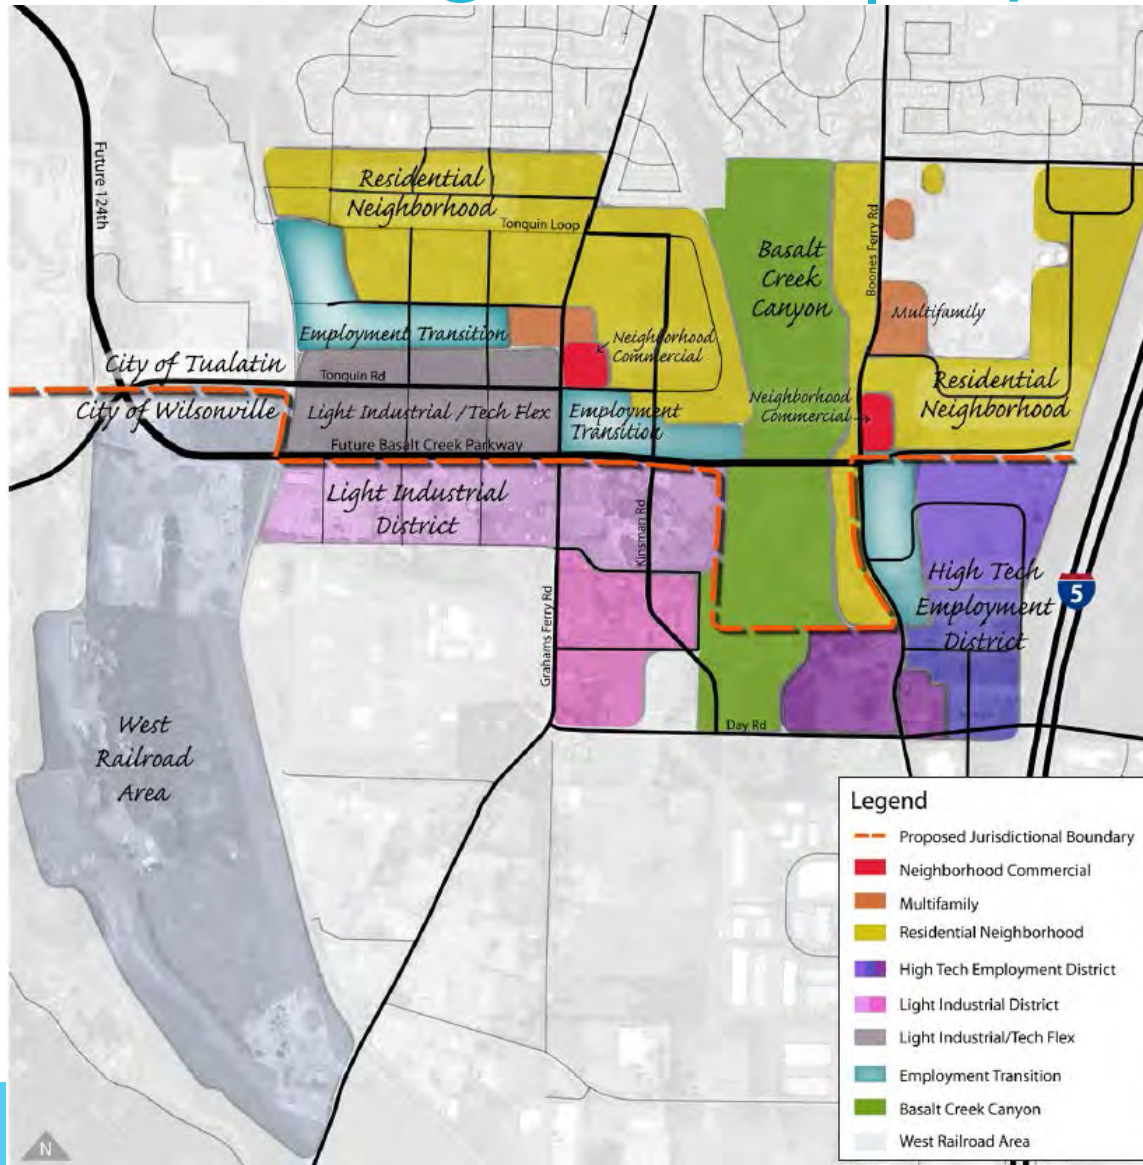 Future 124th
Residential
Neighborhood
Tonquin Loop
Basalt
Creek
Canyon
Boones Ferry Rd
Multifamily
Employment Transition
Neighborhood
Commercial
City of Tualatin
Tonquin Rd
Residential
Neighborhood
Neighborhood
Commercial
City of Wilsonville
Light Industrial / Tech Flex
Employment
Transition
Future Basalt Creek Parkway
Light Industrial
District
Kinsman Rd
High Tech
Employment
District
5
Grahams Ferry Rd
West
Railroad
Area
Day Rd
Legend
Proposed Jurisdictional Boundary
Neighborhood Commercial
Multifamily
Residential Neighborhood
High Tech Employment District
Light Industrial District
Light Industrial/Tech Flex
Employment Transition
Basalt Creek Canyon
West Railroad Area
N